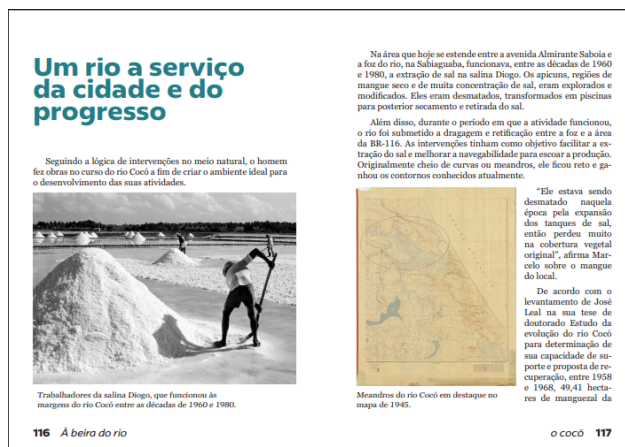 Um rio a serviço
da cidade e do
progresso
Seguindo a lógica de intervenções no meio natural, o homem
fez obras no curso do rio Cocó a fim de criar o ambiente ideal para
o desenvolvimento das suas atividades.
Trabalhadores da salina Diogo, que funcionou às
margens do rio Cocó entre as décadas de 1960 e 1980.
116 À beira do rio
Na área que hoje se estende entre a avenida Almirante Saboia e
a foz do rio, na Sabiaguaba, funcionava, entre as décadas de 1960
e 1980, a extração de sal na salina Diogo. Os apicuns, regiões de
mangue seco e de muita concentração de sal, eram explorados e
modificados. Eles eram desmatados, transformados em piscinas
para posterior secamento e retirada do sal.
Além disso, durante o período em que a atividade funcionou,
o rio foi submetido a dragagem e retificação entre a foz e a área
da BR-116. As intervenções tinham como objetivo facilitar a ex-
tração do sal e melhorar a navegabilidade para escoar a produção.
Originalmente cheio de curvas ou meandros, ele ficou reto e ga-
nhou os contornos conhecidos atualmente.
"Ele estava sendo
desmatado naquela
época pela expansão
dos tanques de sal,
então perdeu muito
na cobertura vegetal
original", afirma Mar-
celo sobre o mangue
do local.
De acordo com o
levantamento de José
Leal na sua tese de
doutorado Estudo da
evolução do rio Cocó
para determinação de
sua capacidade de su-
porte e proposta de re-
cuperação, entre 1958
e 1968, 49,41 hecta-
res de manguezal da
Meandros do rio Cocó em destaque no
mapa de 1945.
o cocó 117